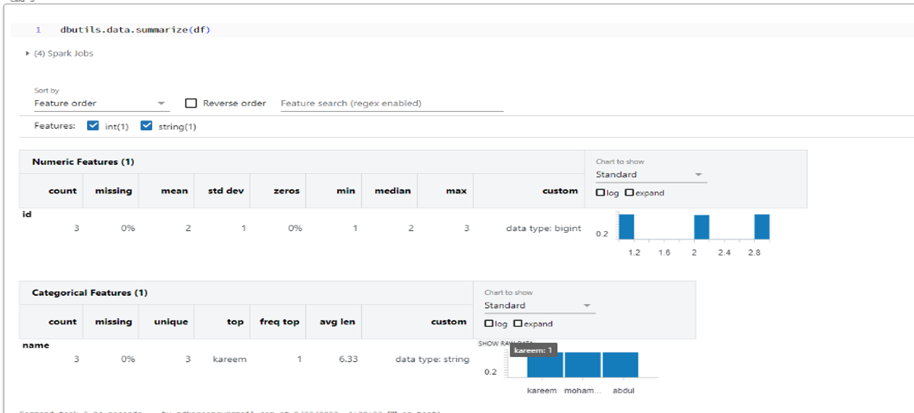 1 dbutils.data.summarize(df)
(4) Spark Jobs
Sort by
Feature order
Reverse order
Feature search (regex enabled)
Features: int(1) string(1)
Numeric Features (1)
Chart to show
Standard
count missing mean std dev zeros min median max custom
log expand
id
3 0% 2 1 0% 1 2 3 data type: bigint
0.2
1.2 1.6 2 2.4 2.8
Categorical Features (1)
Chart to show
Standard
count missing unique top freq top avg len custom
log expand
name
SHOW RAW DATA
kareem: 1
3 0% 3 kareem 1 6.33 data type: string
0.2
kareem moham... abdul